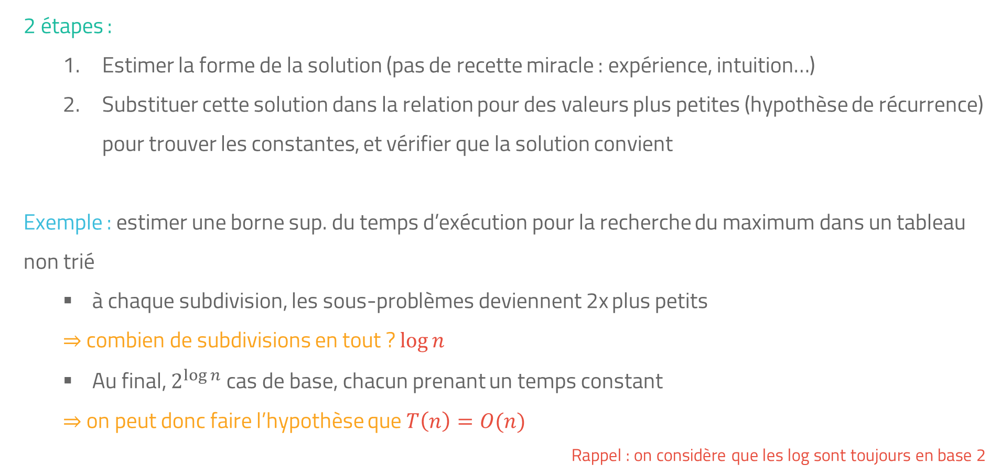 2 étapes :
1. Estimer la forme de la solution (pas de recette miracle : expérience, intuition…)
2. Substituer cette solution dans la relation pour des valeurs plus petites (hypothèse de récurrence)
pour trouver les constantes, et vérifier que la solution convient
Exemple : estimer une borne sup. du temps d’exécution pour la recherche du maximum dans un tableau
non trié
▪ à chaque subdivision, les sous-problèmes deviennent 2x plus petits
⇒ combien de subdivisions en tout ? log n
▪ Au final, 2^{log n} cas de base, chacun prenant un temps constant
⇒ on peut donc faire l’hypothèse que T(n) = O(n)
Rappel : on considère que les log sont toujours en base 2